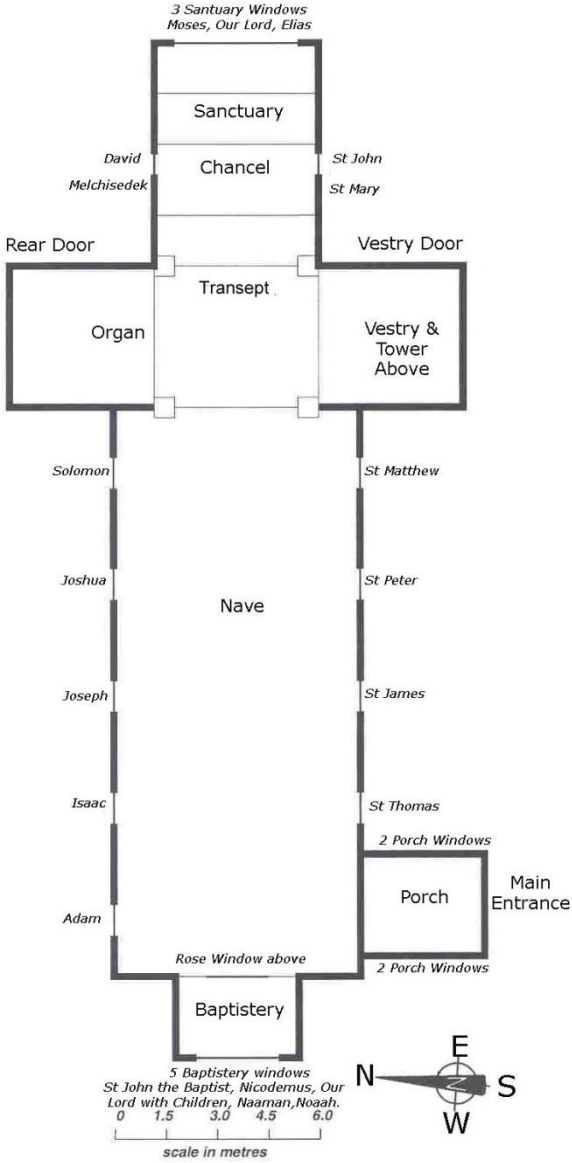 3 Santuary Windows
Moses, Our Lord, Elias
Sanctuary
David
Chancel
St John
Melchisedek
St Mary
Rear Door
Vestry Door
Transept
Organ
Vestry &
Tower
Above
Solomon
St Matthew
Joshua
St Peter
Nave
Joseph
St James
Isaac
St Thomas
2 Porch Windows
Porch
Main
Entrance
Adam
Rose Window above
2 Porch Windows
Baptistery
5 Baptistery windows
St John the Baptist, Nicodemus, Our
Lord with Children, Naaman,Noaah.
E
N
N
S
W
0 1.5 3.0 4.5 6.0
scale in metres